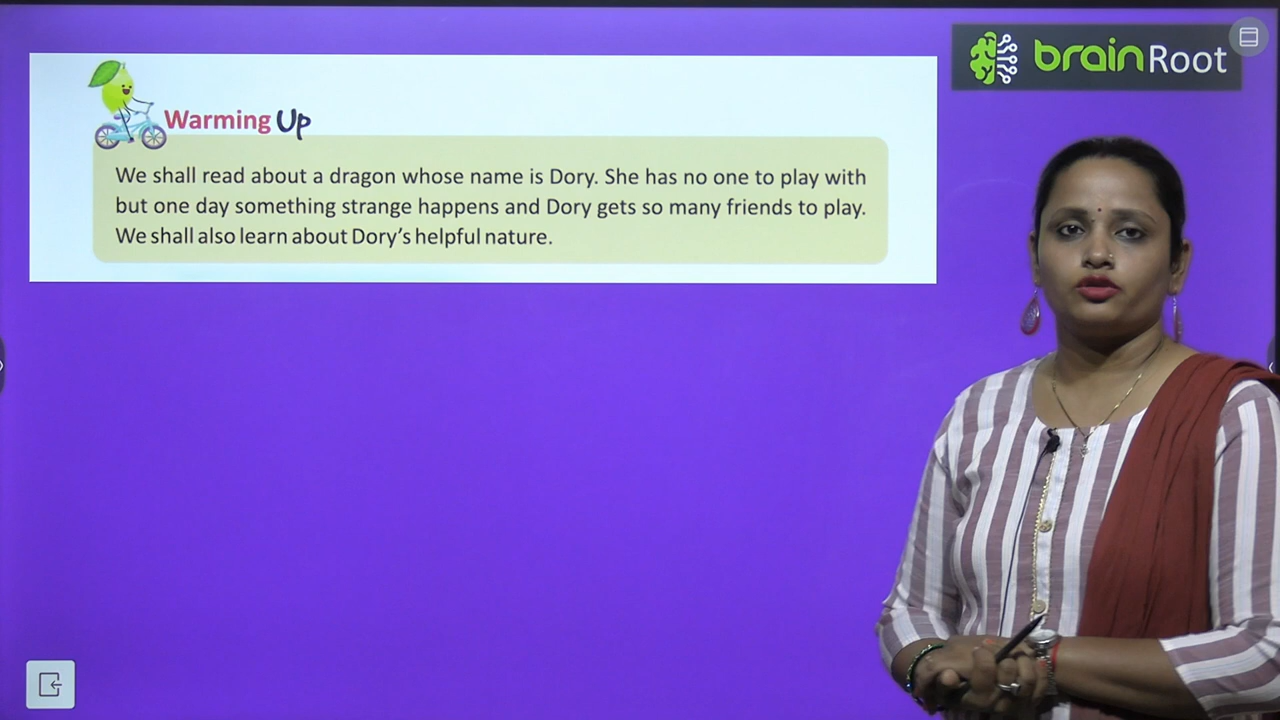 brainRoot
Warming Up
We shall read about a dragon whose name is Dory. She has no one to play with
but one day something strange happens and Dory gets so many friends to play.
We shall also learn about Dory's helpful nature.